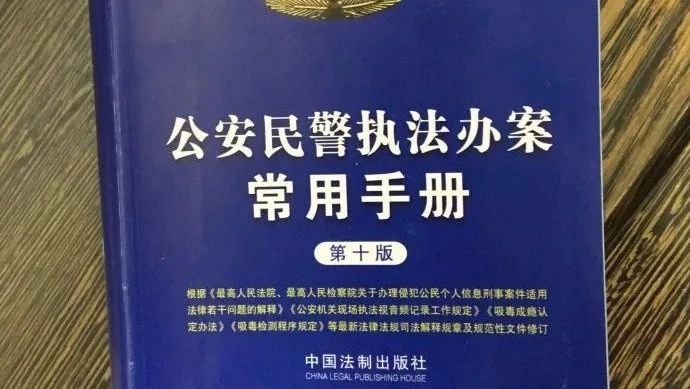 公安民警执法办案
常用手册
第十版
根据《最高人民法院、最高人民检察院关于办理侵犯公民个人信息刑事案件适用
法律若干问题的解释》《公安机关现场执法视音频记录工作规定》《吸毒成瘾认
定办法》《吸毒检测程序规定》等最新法律法规司法解释规章及规范性文件修订
中国法制出版社
CHINA LEGAL PUBLISHING HOUSE